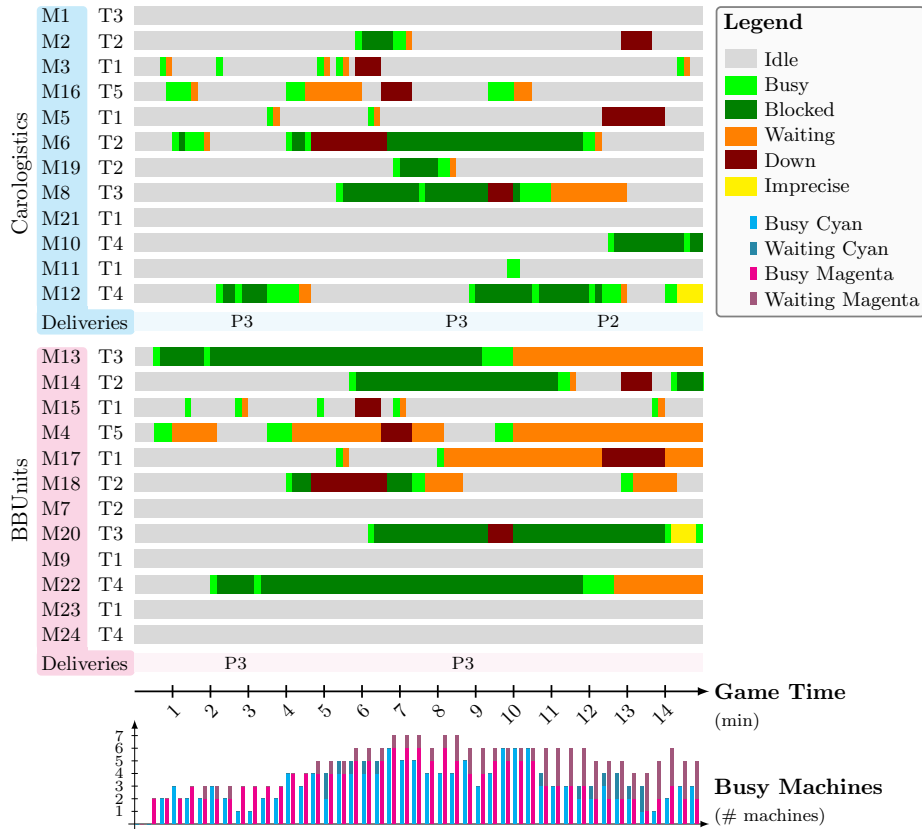 M1 T3
M2 T2
M3 T1
M16 T5
M5 T1
M6 T2
M19 T2
M8 T3
M21 T1
M10 T4
M11 T1
M12 T4
Carologistics
Deliveries P3 P3 P2
M13 T3
M14 T2
M15 T1
M4 T5
M17 T1
M18 T2
M7 T2
M20 T3
M9 T1
M22 T4
M23 T1
M24 T4
BBUnits
Deliveries P3 P3
Legend
Idle
Busy
Blocked
Waiting
Down
Imprecise
Busy Cyan
Waiting Cyan
Busy Magenta
Waiting Magenta
1 2 3 4 5 6 7 8 9 10 11 12 13 14
Game Time
(min)
7
6
5
4
3
2
1
Busy Machines
(# machines)